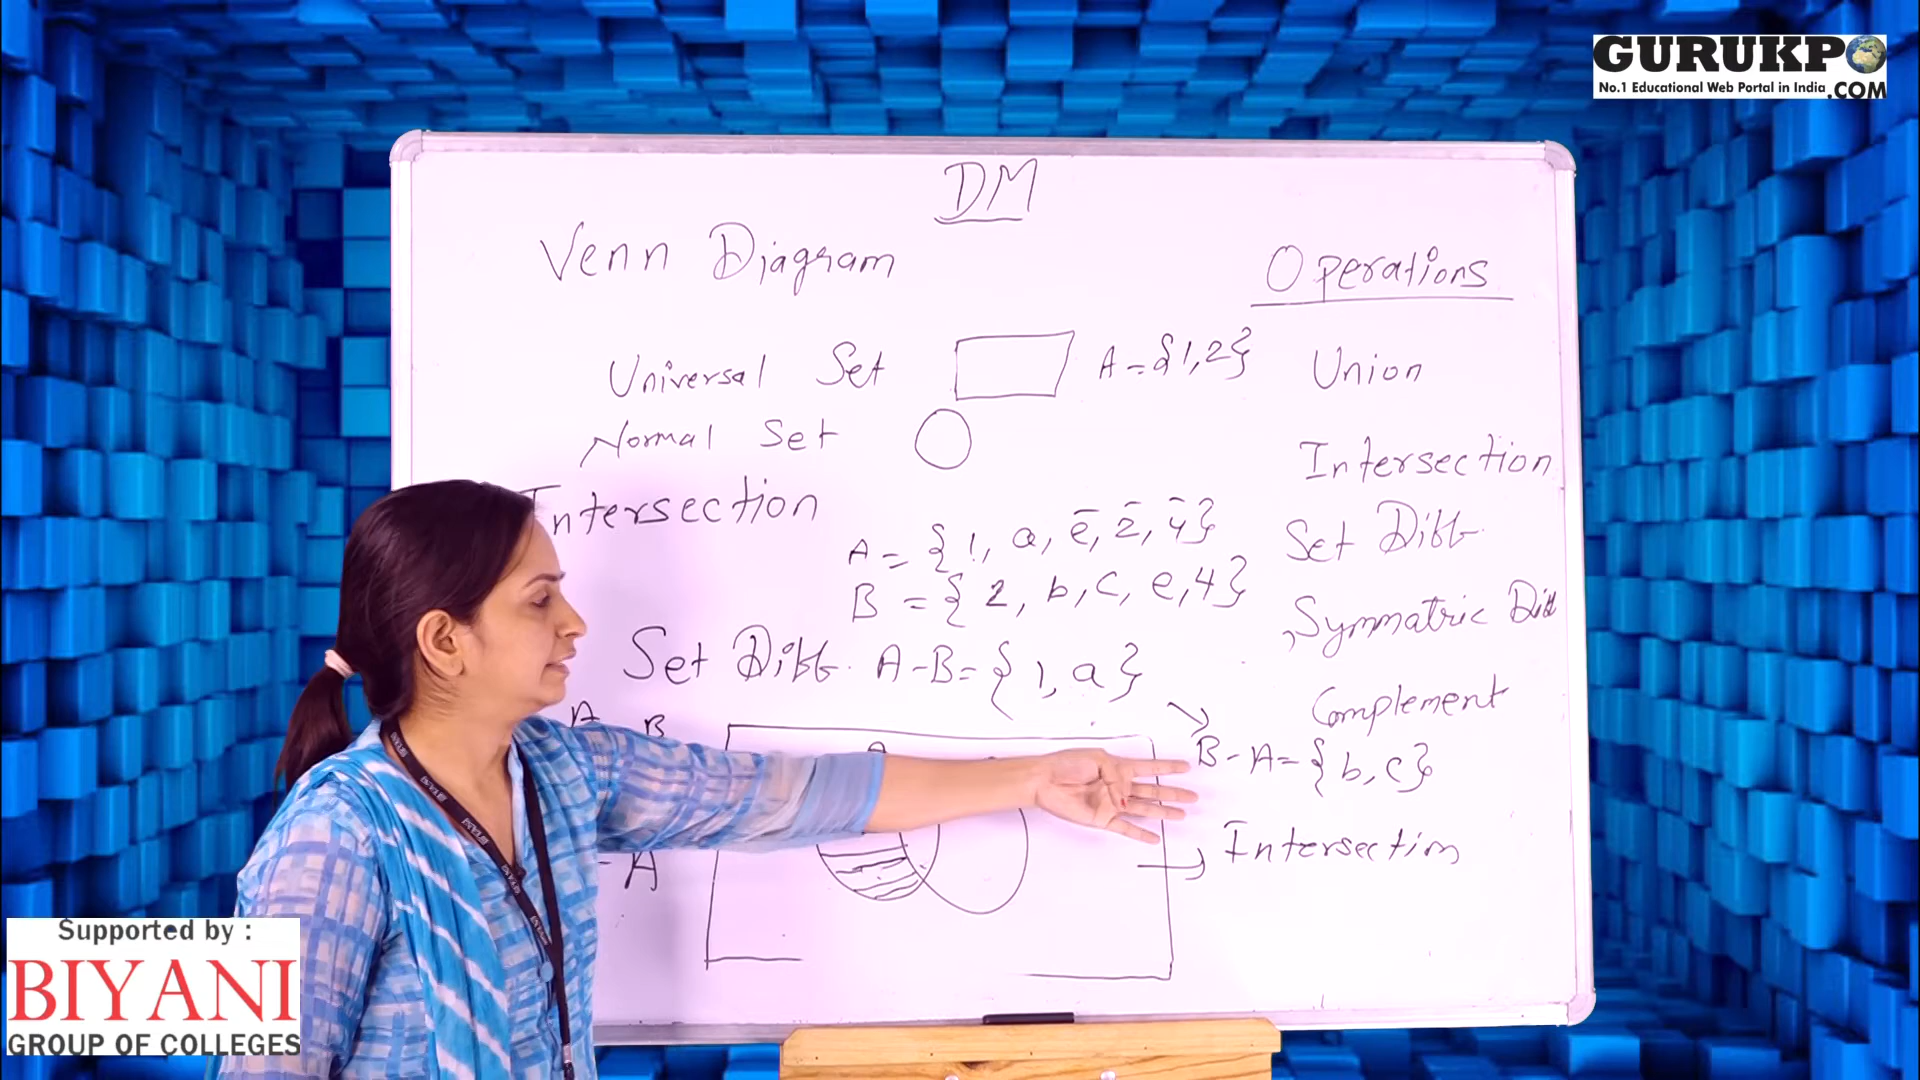 GURUKPO
No.1 Educational Web Portal in India .COM
DM
Venn Diagram
Operations
Universal Set
A = {1,2}
Union
Normal Set
Intersection
Intersection
A = {1, a, e, 2, 4}
B = {2, b, c, e, 4}
Set Diff
Symmatric Diff
Set Diff. A-B = {1, a}
Complement
A B
A
B - A = {b, c}
Intersection
- A
Supported by :
BIYANI
GROUP OF COLLEGES